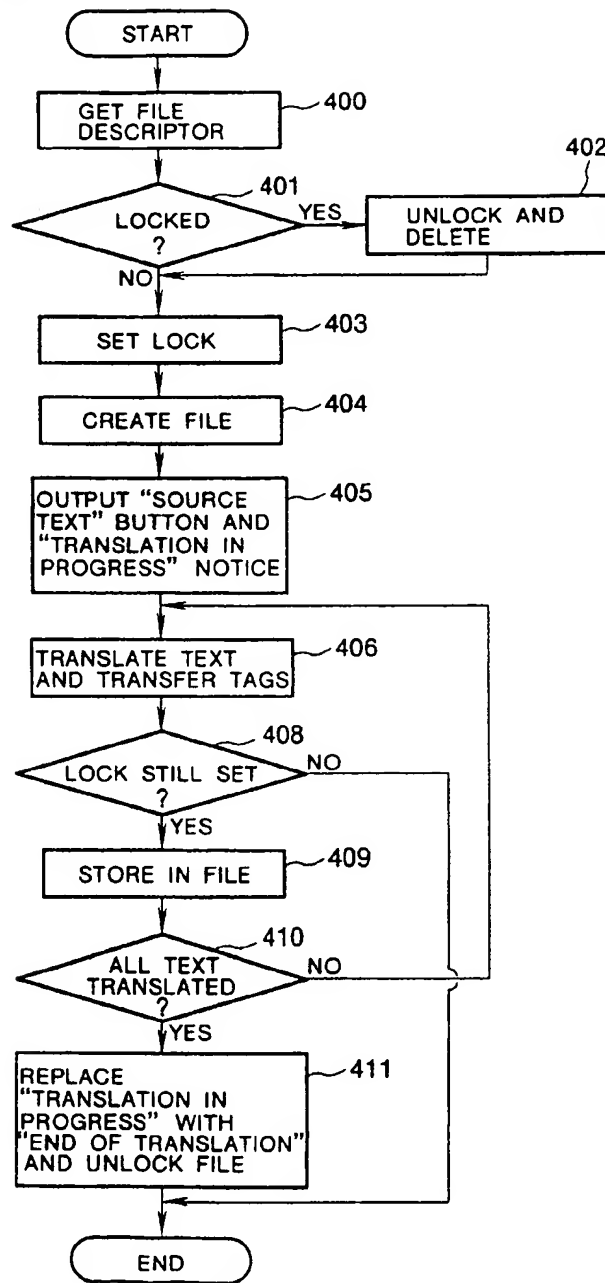 START
GET FILE
DESCRIPTOR
400
401
402
LOCKED
?
YES
UNLOCK AND
DELETE
NO
SET LOCK
403
CREATE FILE
404
OUTPUT “SOURCE
TEXT” BUTTON AND
“TRANSLATION IN
PROGRESS” NOTICE
405
TRANSLATE TEXT
AND TRANSFER TAGS
406
408
LOCK STILL SET
?
NO
YES
STORE IN FILE
409
410
ALL TEXT
TRANSLATED
?
NO
YES
REPLACE
“TRANSLATION IN
PROGRESS” WITH
“END OF TRANSLATION”
AND UNLOCK FILE
411
END